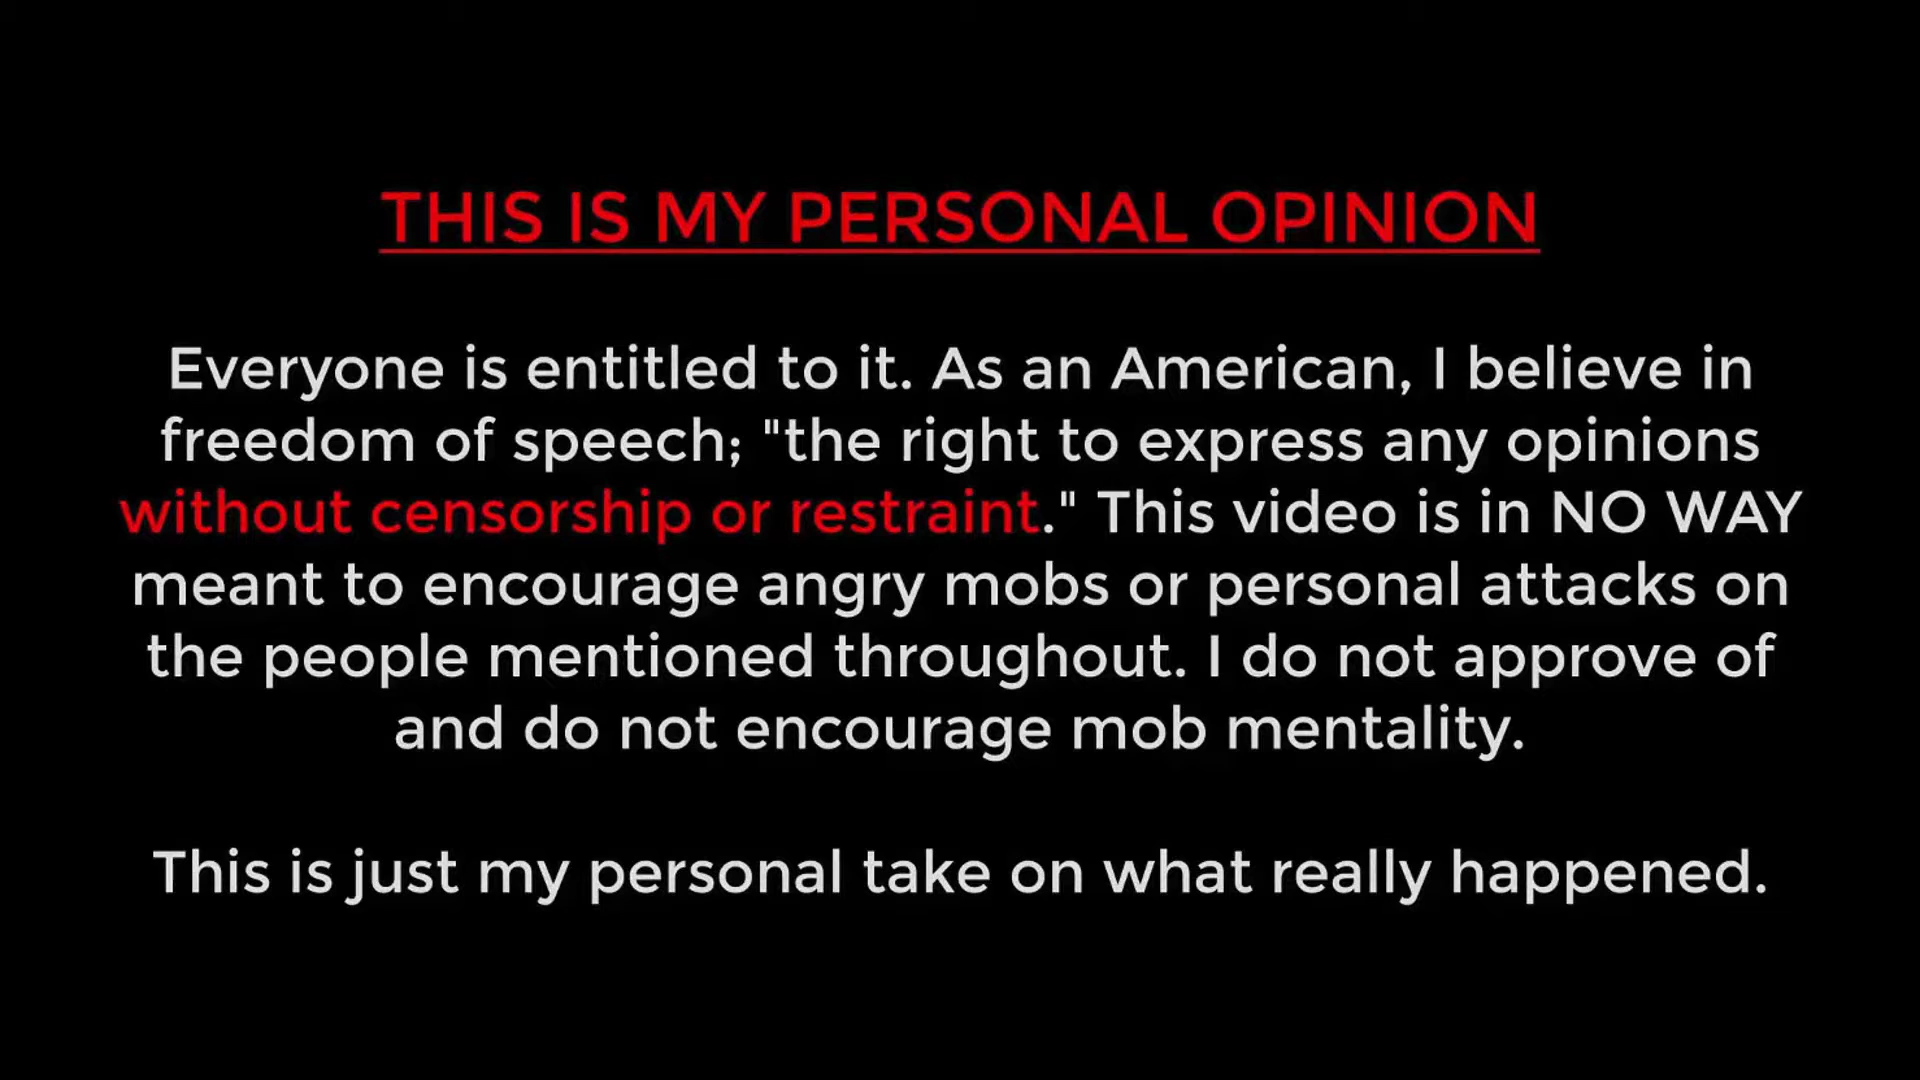 THIS IS MY PERSONAL OPINION
Everyone is entitled to it. As an American, I believe in
freedom of speech; "the right to express any opinions
without censorship or restraint." This video is in NO WAY
meant to encourage angry mobs or personal attacks on
the people mentioned throughout. I do not approve of
and do not encourage mob mentality.
This is just my personal take on what really happened.